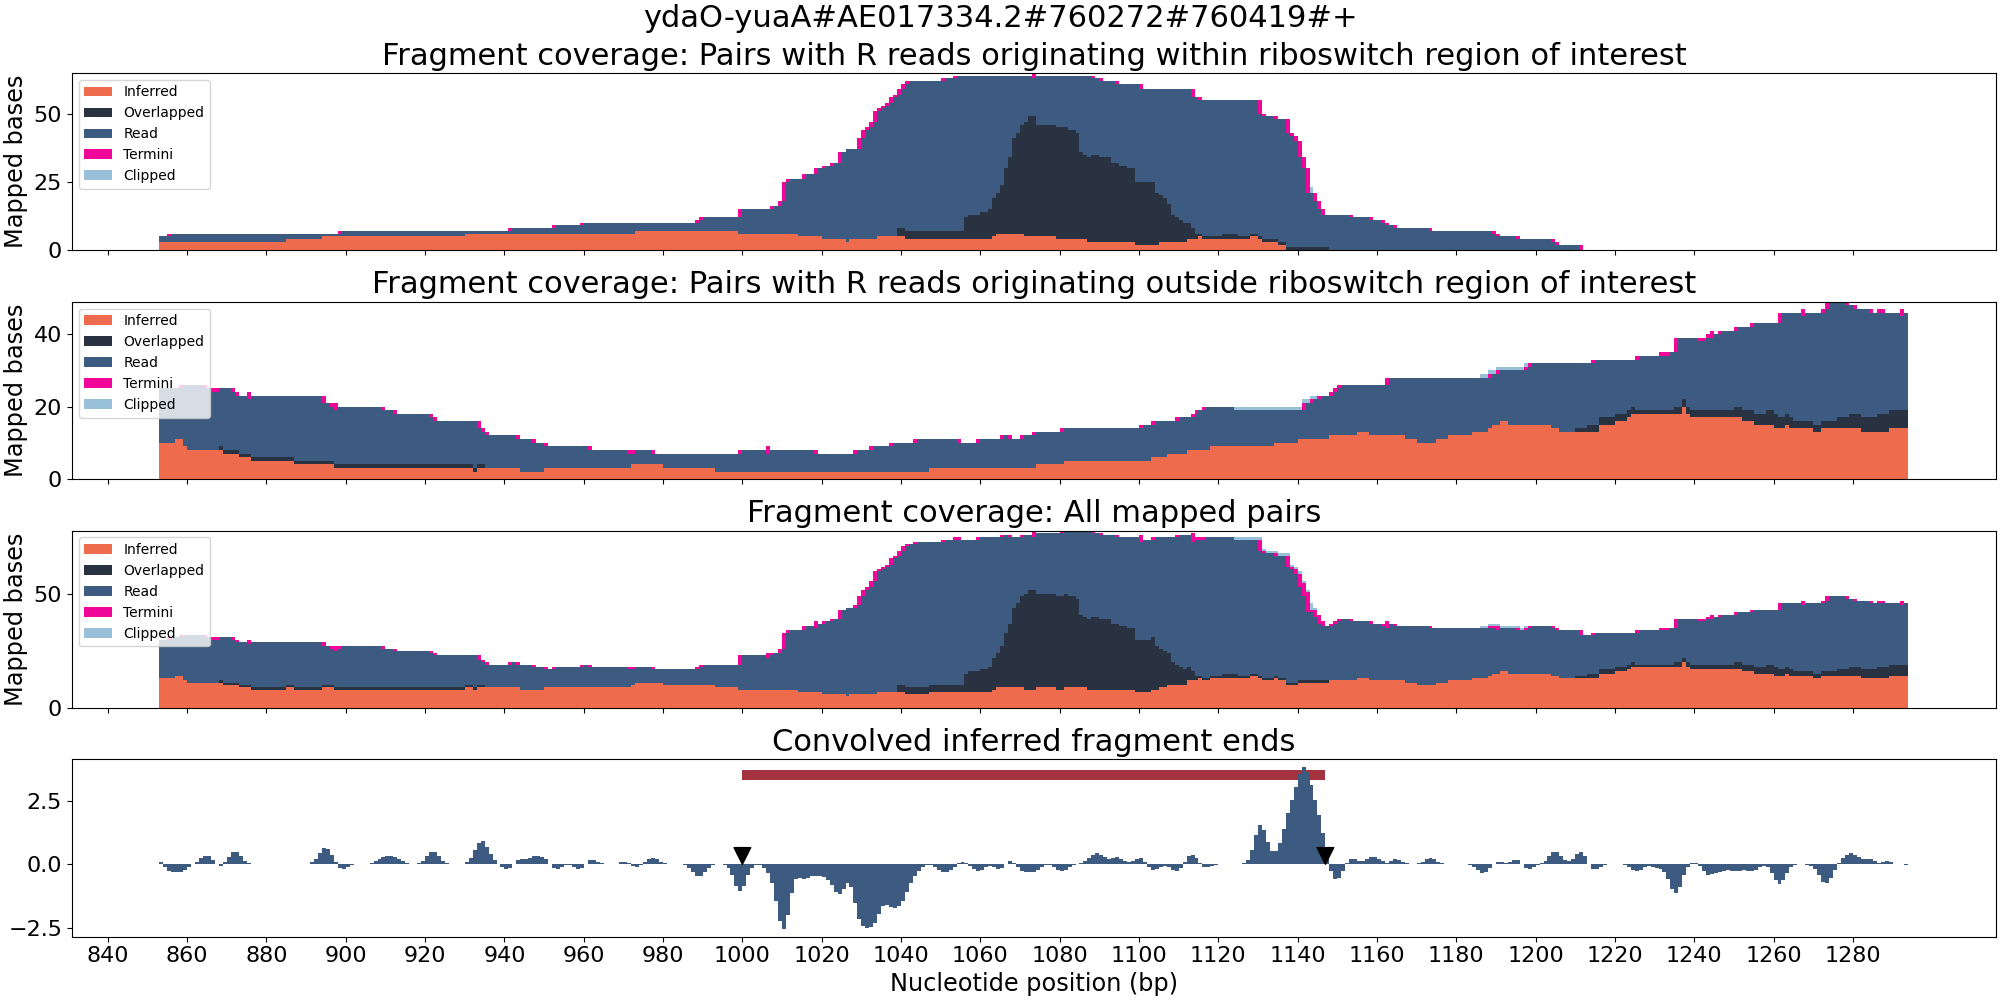 ydaO-yuaA#AE017334.2#760272#760419#+
Fragment coverage: Pairs with R reads originating within riboswitch region of interest
Mapped bases
50
25
0
Inferred
Overlapped
Read
Termini
Clipped
Fragment coverage: Pairs with R reads originating outside riboswitch region of interest
Mapped bases
40
20
0
Inferred
Overlapped
Read
Termini
Clipped
Fragment coverage: All mapped pairs
Mapped bases
50
0
Inferred
Overlapped
Read
Termini
Clipped
Convolved inferred fragment ends
2.5
0.0
−2.5
840 860 880 900 920 940 960 980 1000 1020 1040 1060 1080 1100 1120 1140 1160 1180 1200 1220 1240 1260 1280
Nucleotide position (bp)